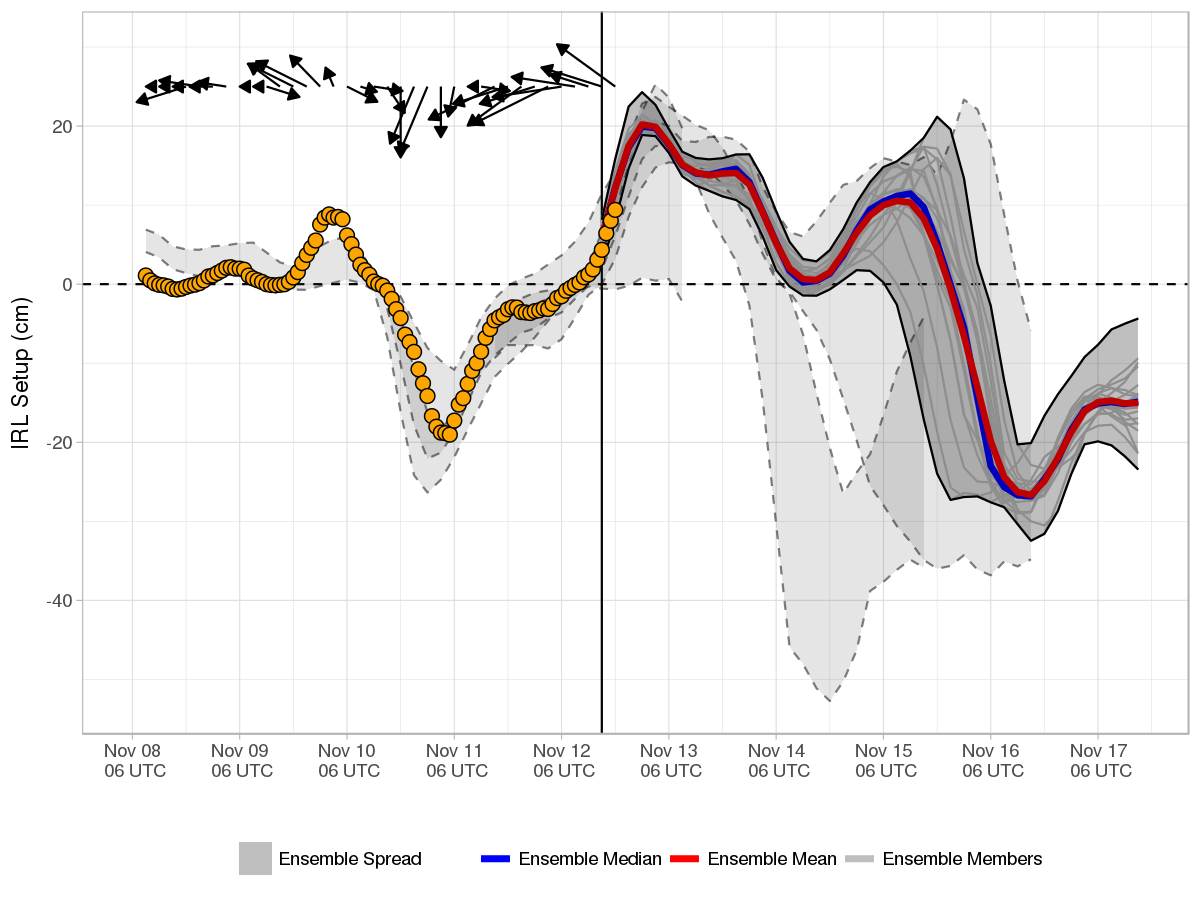 IRL Setup (cm)
20
0
-20
-40
Nov 08 Nov 09 Nov 10 Nov 11 Nov 12 Nov 13 Nov 14 Nov 15 Nov 16 Nov 17
06 UTC 06 UTC 06 UTC 06 UTC 06 UTC 06 UTC 06 UTC 06 UTC 06 UTC 06 UTC
Ensemble Spread Ensemble Median Ensemble Mean Ensemble Members